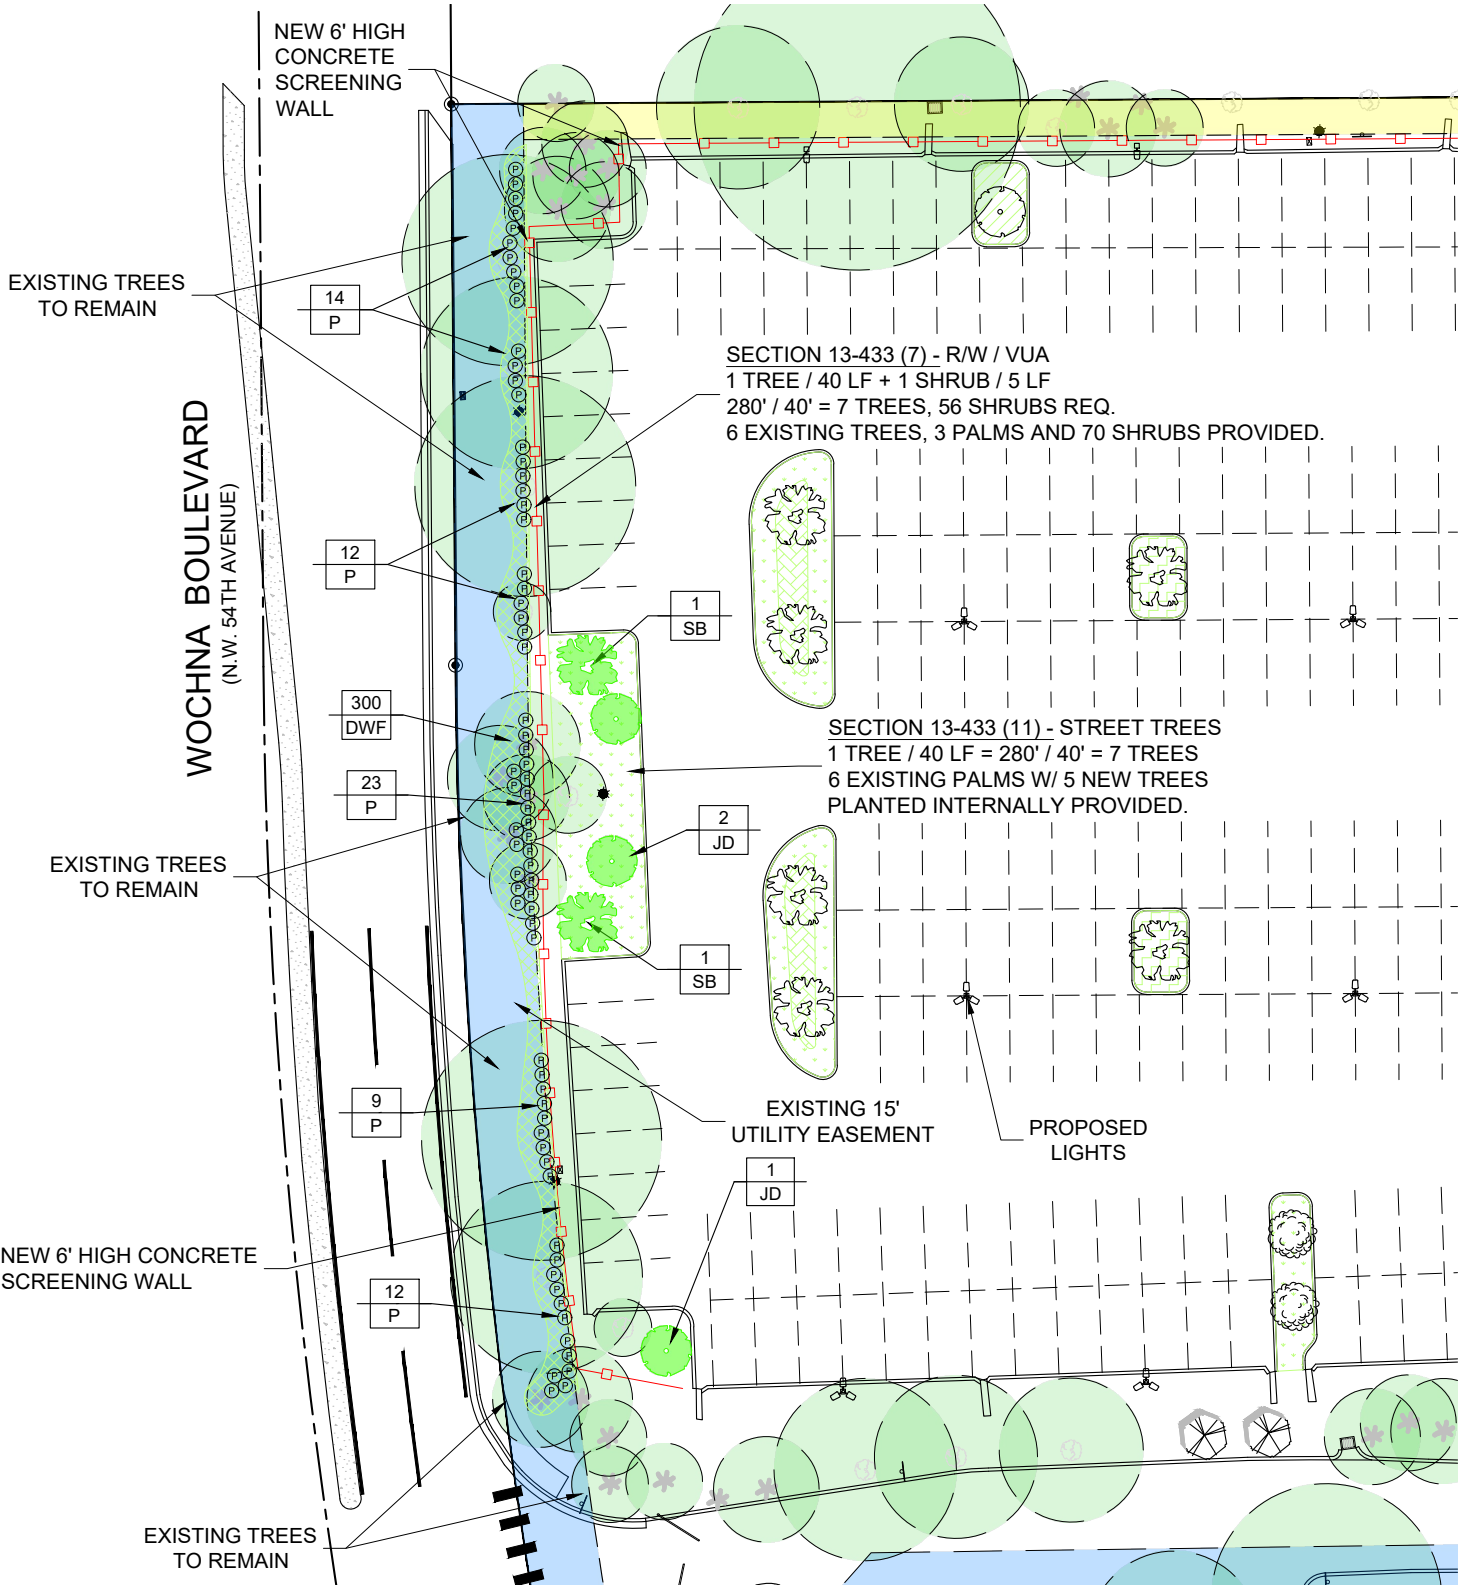 NEW 6' HIGH
CONCRETE
SCREENING
WALL
EXISTING TREES
TO REMAIN
14
P
SECTION 13-433 (7) - R/W / VUA
1 TREE / 40 LF + 1 SHRUB / 5 LF
280' / 40' = 7 TREES, 56 SHRUBS REQ.
6 EXISTING TREES, 3 PALMS AND 70 SHRUBS PROVIDED.
WOCHNA BOULEVARD
(N.W. 54TH AVENUE)
12
P
1
SB
300
DWF
SECTION 13-433 (11) - STREET TREES
1 TREE / 40 LF = 280' / 40' = 7 TREES
6 EXISTING PALMS W/ 5 NEW TREES
PLANTED INTERNALLY PROVIDED.
23
P
2
JD
EXISTING TREES
TO REMAIN
1
SB
9
P
EXISTING 15'
UTILITY EASEMENT
PROPOSED
LIGHTS
1
JD
NEW 6' HIGH CONCRETE
SCREENING WALL
12
P
EXISTING TREES
TO REMAIN